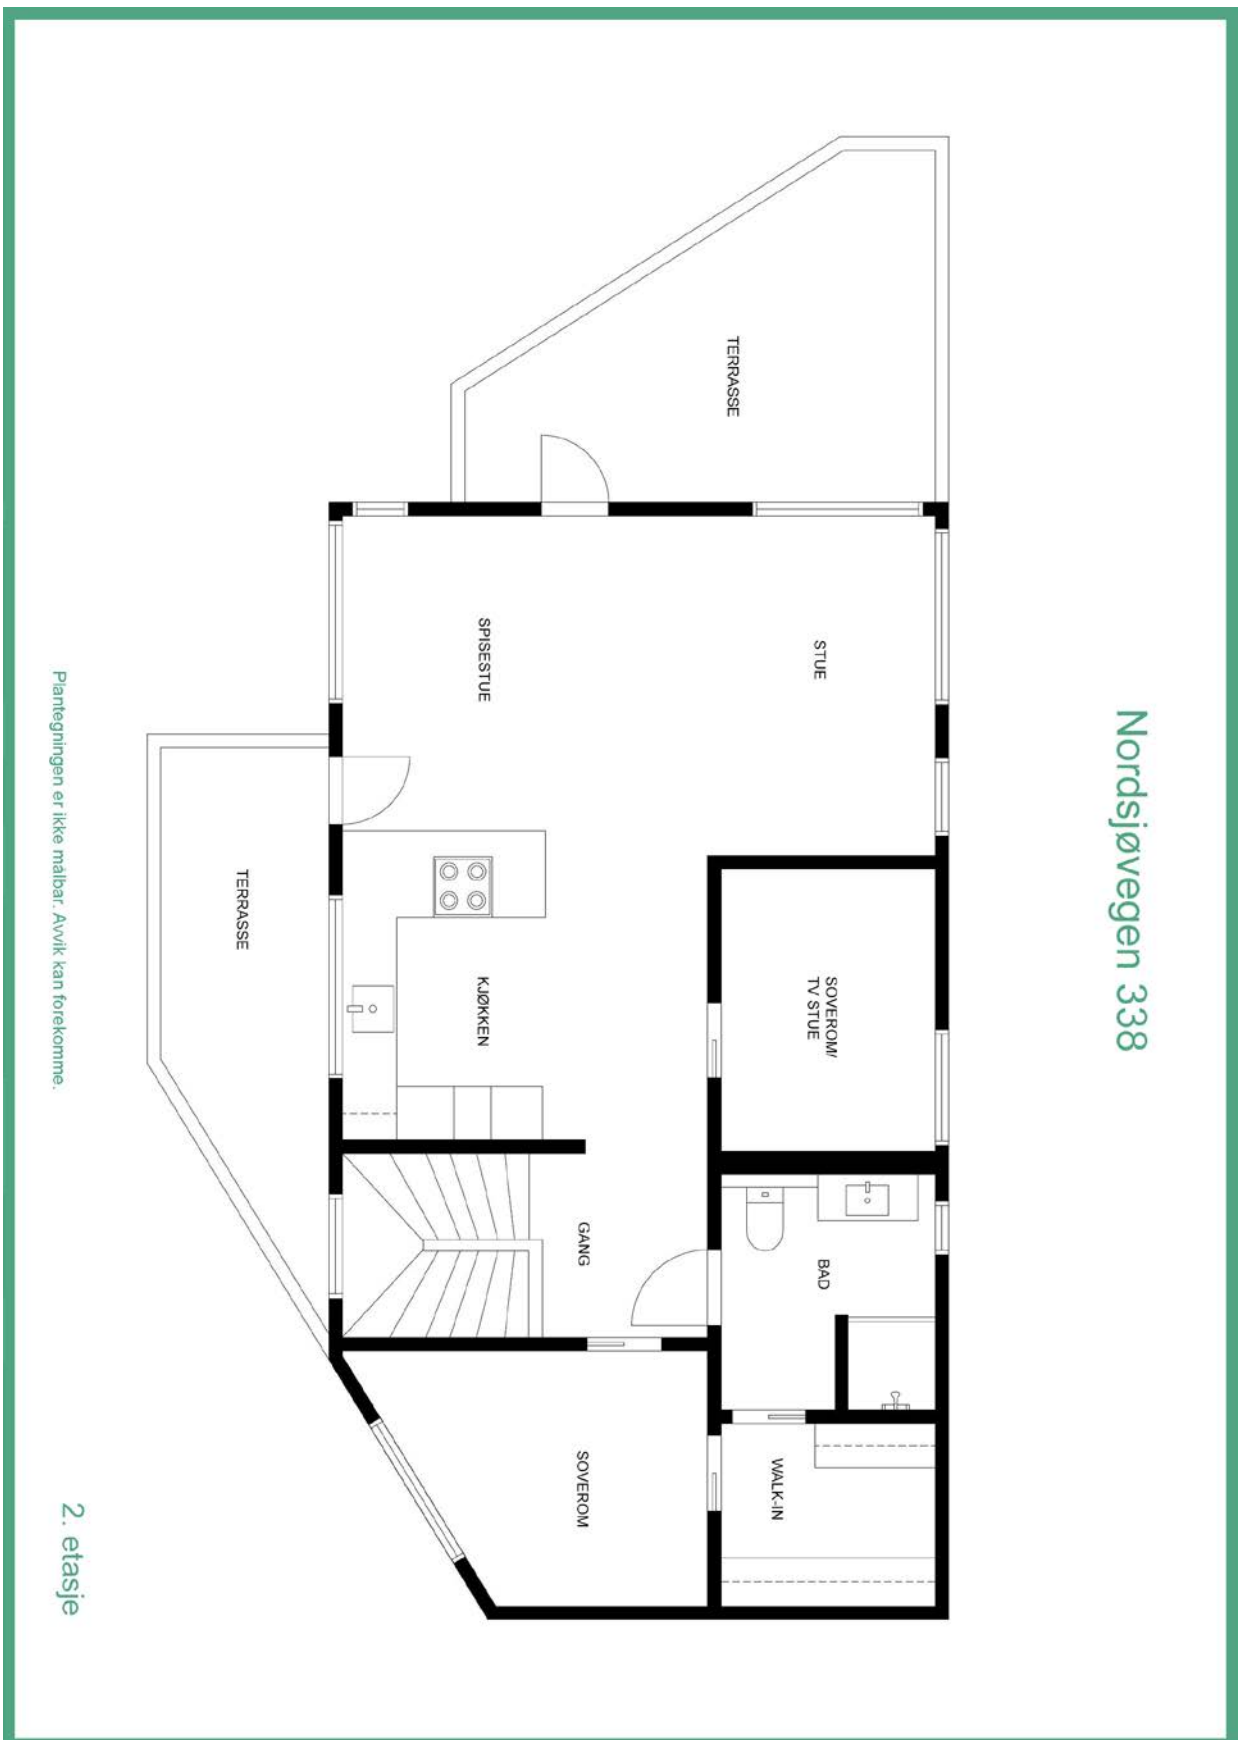 Nordsjøvegen 338
TERRASSE
STUE
SOVEROM/
TV STUE
BAD
WALK-IN
SPISESTUE
KJØKKEN
GANG
SOVEROM
TERRASSE
Plantegningen er ikke målbar. Avvik kan forekomme.
2. etasje